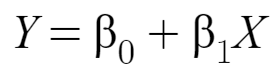 Y = β₀ + β₁X